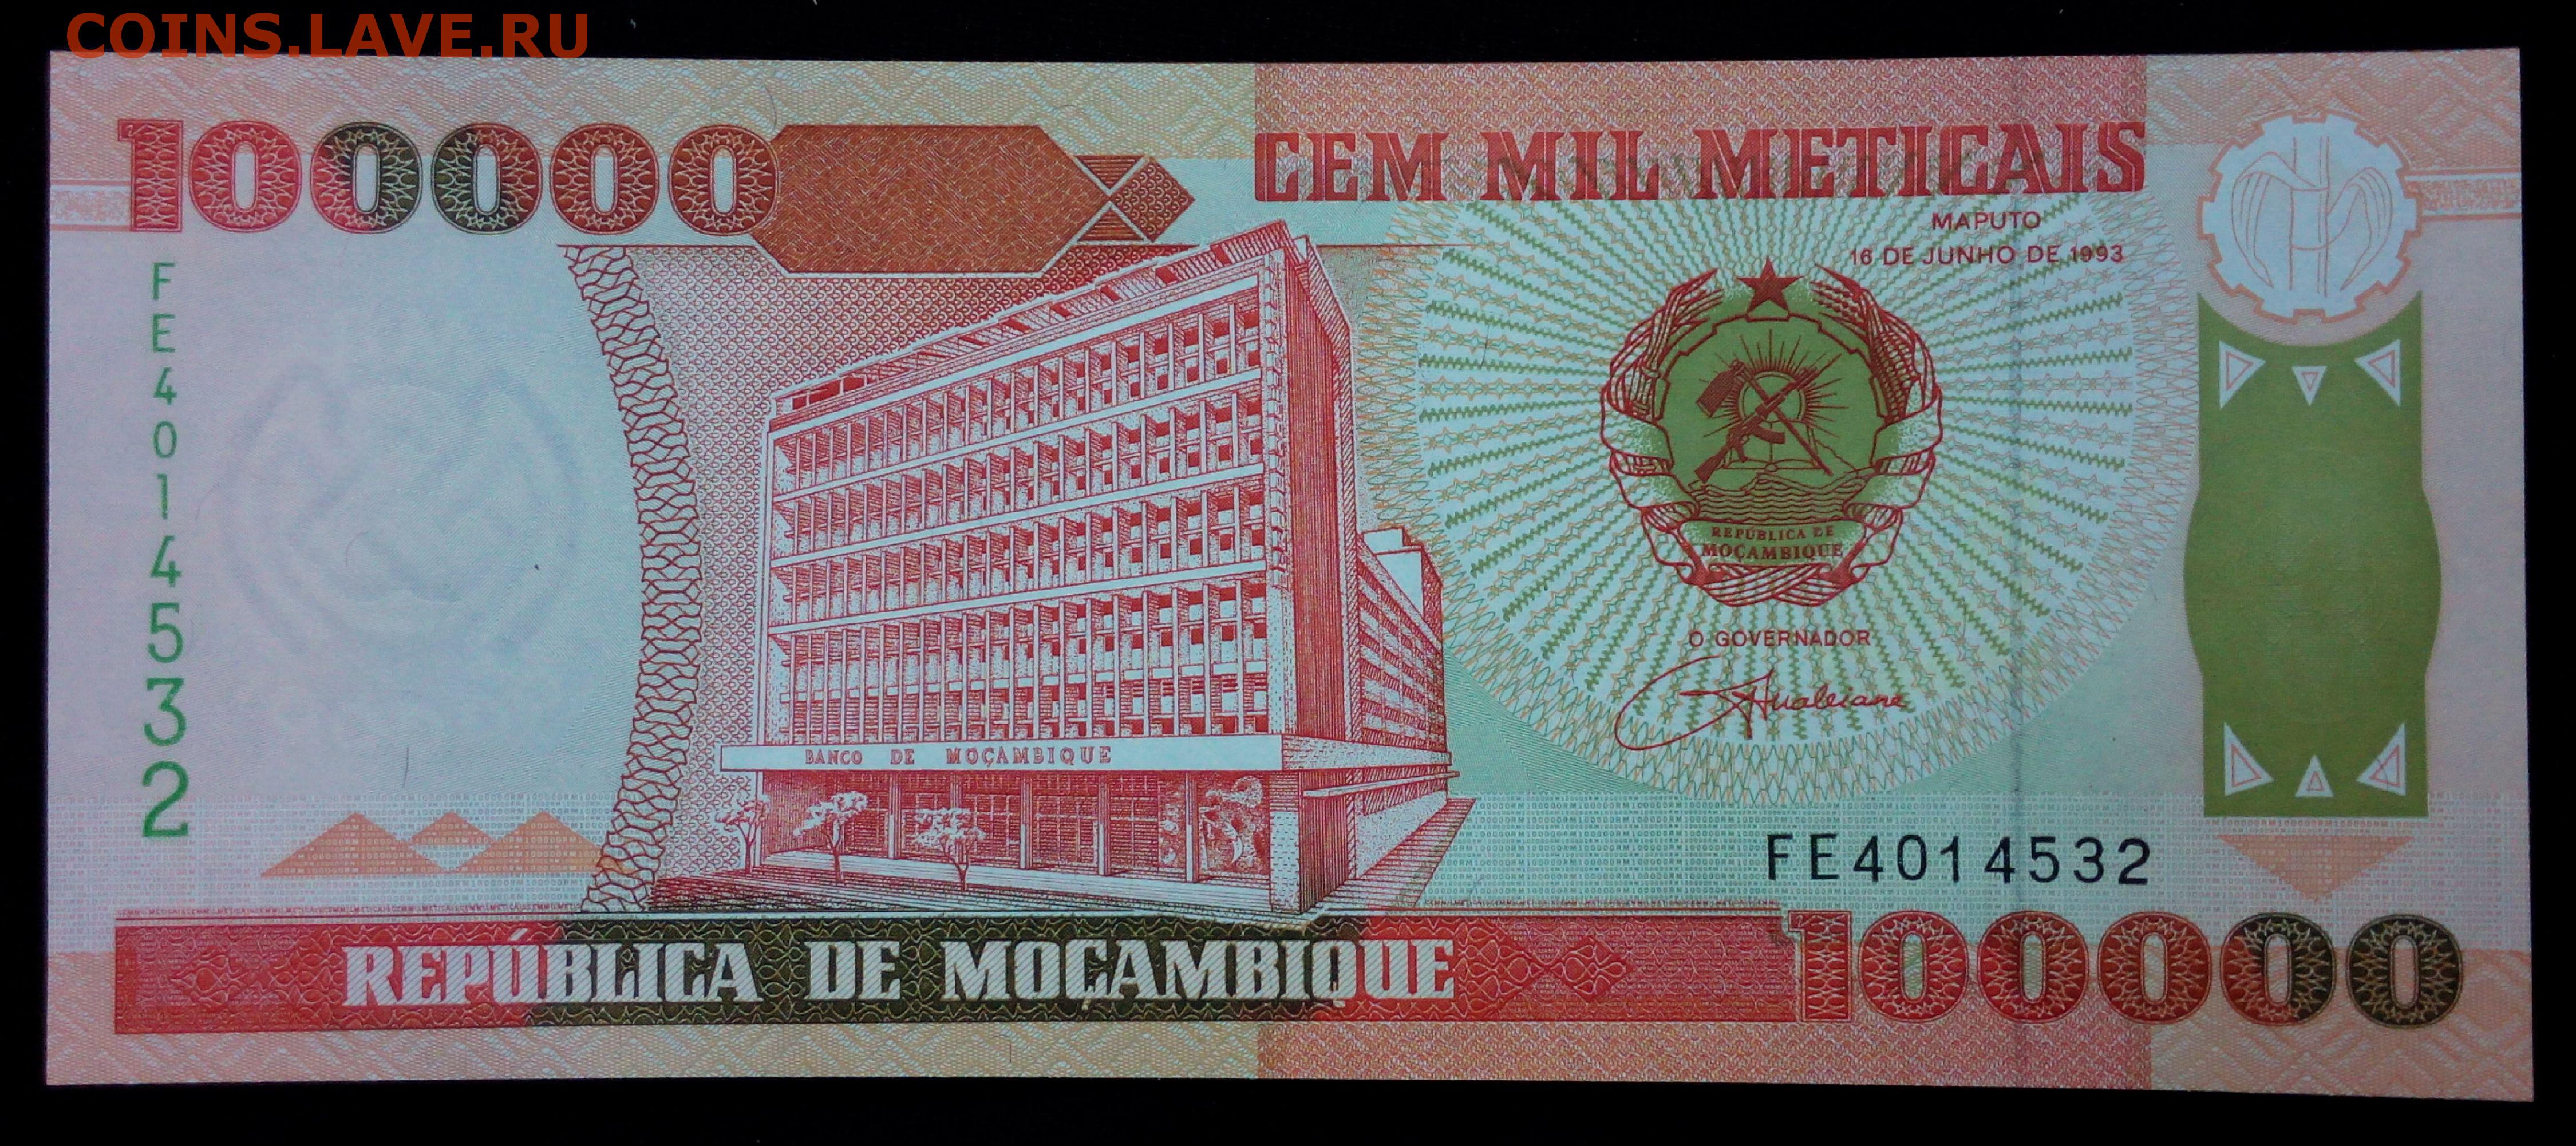 COINS.LAVE.RU
100000
CEM MIL METICAIS
MAPUTO
16 DE JUNHO DE 1993
FE4014532
REPÚBLICA DE
MOÇAMBIQUE
O GOVERNADOR
BANCO DE MOÇAMBIQUE
FE4014532
REPÚBLICA DE MOÇAMBIQUE
100000